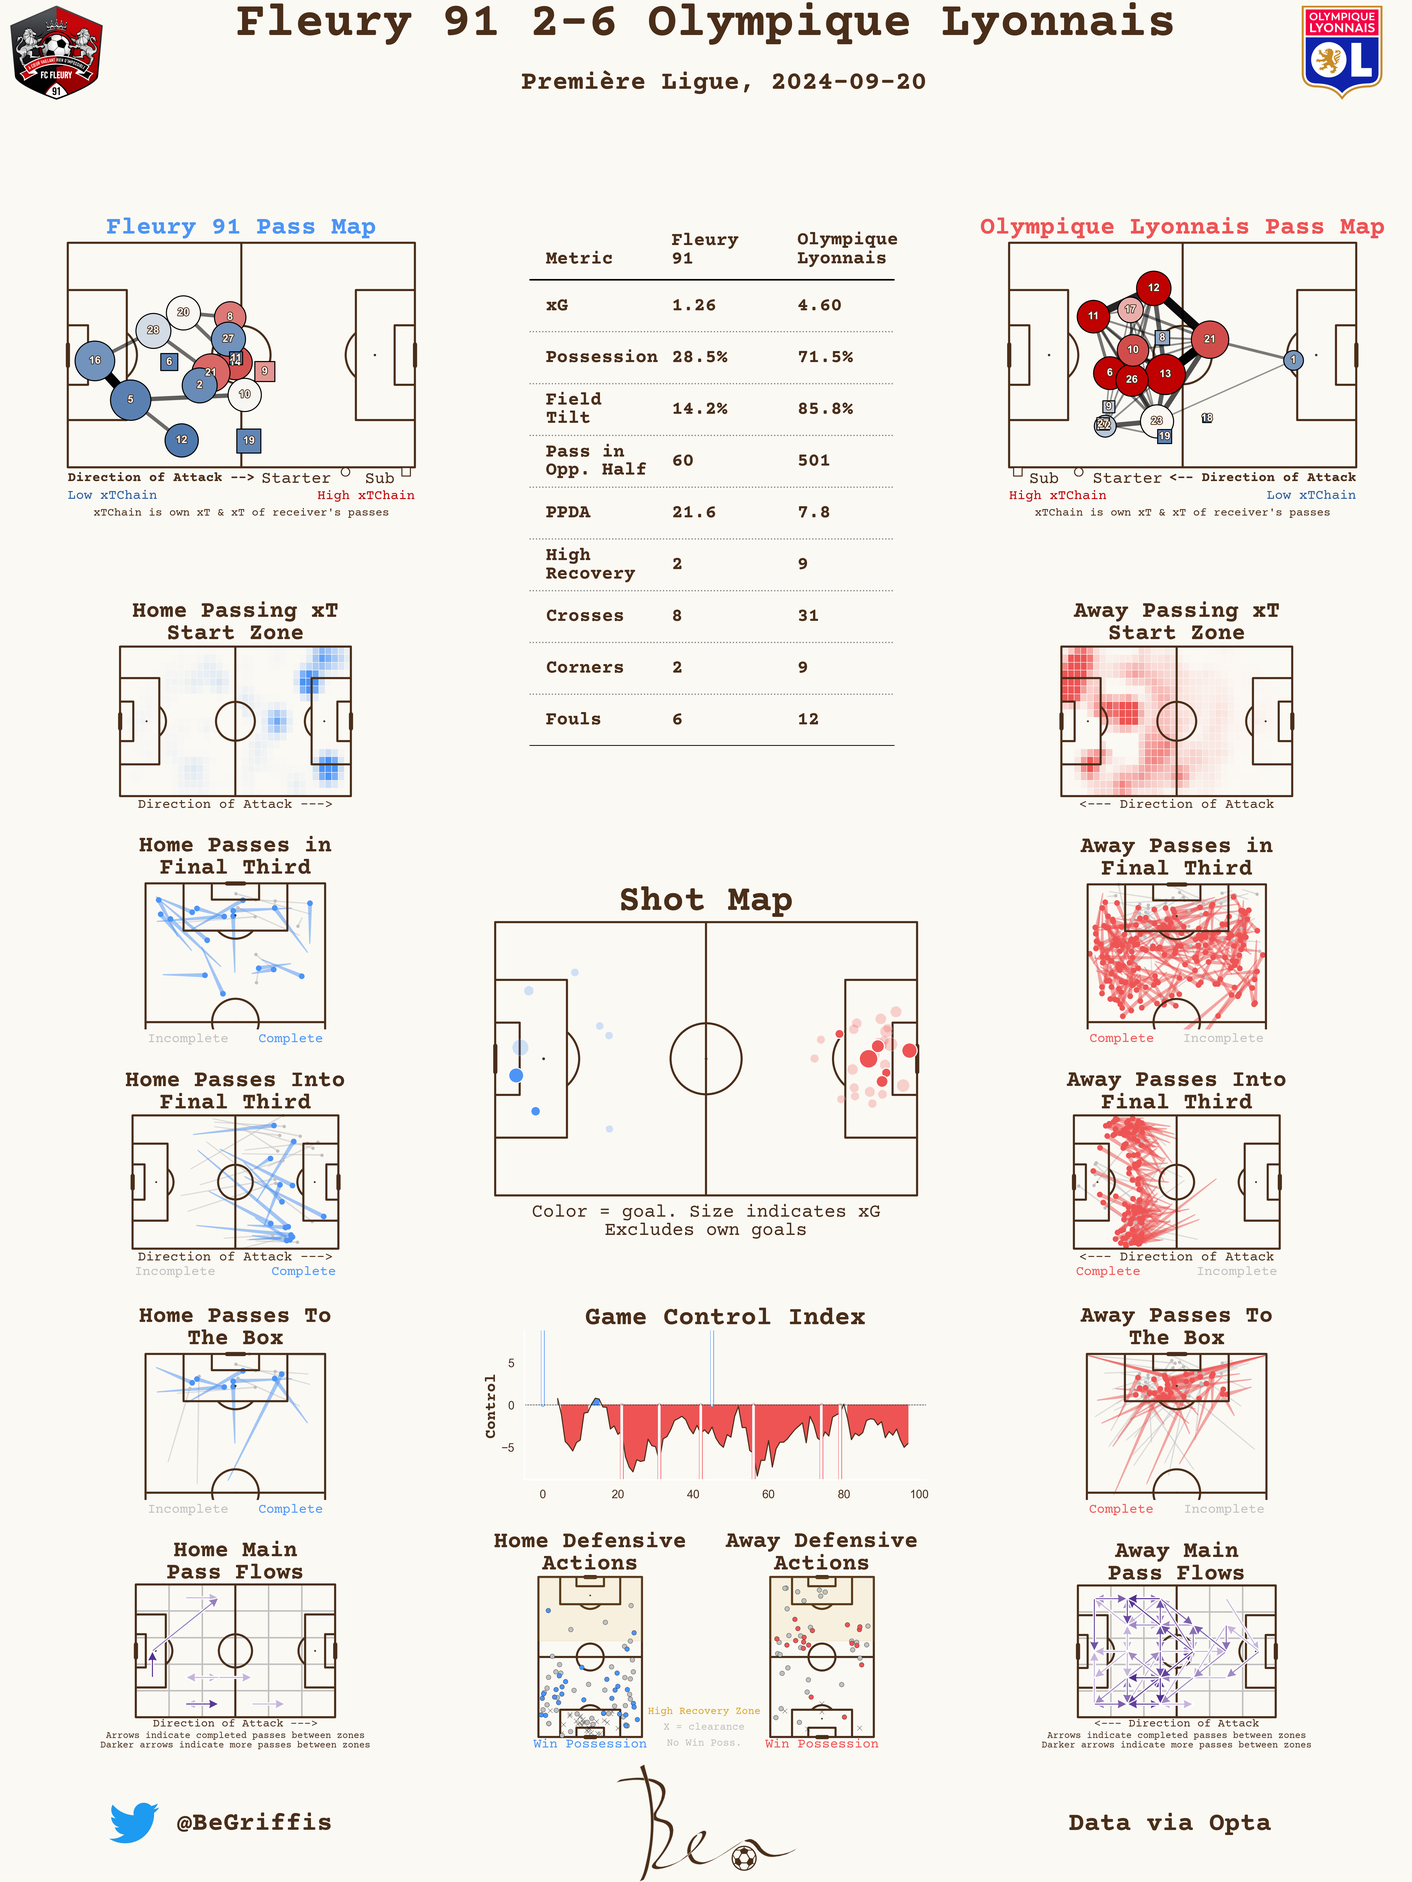 Fleury 91 2-6 Olympique Lyonnais
Première Ligue, 2024-09-20
FC FLEURY
91
OLYMPIQUE
LYONNAIS
OL
Fleury 91 Pass Map
20
8
28
27
16
6
11
21
9
2
10
5
12
19
Direction of Attack --> Starter Sub
Low xTChain High xTChain
xTChain is own xT & xT of receiver's passes
Metric Fleury 91 Olympique Lyonnais
xG 1.26 4.60
Possession 28.5% 71.5%
Field Tilt 14.2% 85.8%
Pass in Opp. Half 60 501
PPDA 21.6 7.8
High Recovery 2 9
Crosses 8 31
Corners 2 9
Fouls 6 12
Olympique Lyonnais Pass Map
12
17
11
8
21
10
1
6
26
13
9
23
18
19
Sub Starter <-- Direction of Attack
High xTChain Low xTChain
xTChain is own xT & xT of receiver's passes
Home Passing xT
Start Zone
Direction of Attack --->
Away Passing xT
Start Zone
<--- Direction of Attack
Home Passes in
Final Third
Incomplete Complete
Away Passes in
Final Third
Complete Incomplete
Shot Map
Color = goal. Size indicates xG
Excludes own goals
Home Passes Into
Final Third
Direction of Attack --->
Incomplete Complete
Away Passes Into
Final Third
<--- Direction of Attack
Complete Incomplete
Home Passes To
The Box
Incomplete Complete
Game Control Index
Control
5
0
−5
0 20 40 60 80 100
Away Passes To
The Box
Complete Incomplete
Home Main
Pass Flows
Direction of Attack --->
Arrows indicate completed passes between zones
Darker arrows indicate more passes between zones
Home Defensive
Actions
Win Possession
Away Defensive
Actions
Win Possession
High Recovery Zone
X = clearance
No Win Poss.
Away Main
Pass Flows
<--- Direction of Attack
Arrows indicate completed passes between zones
Darker arrows indicate more passes between zones
@BeGriffis
Ben
Data via Opta